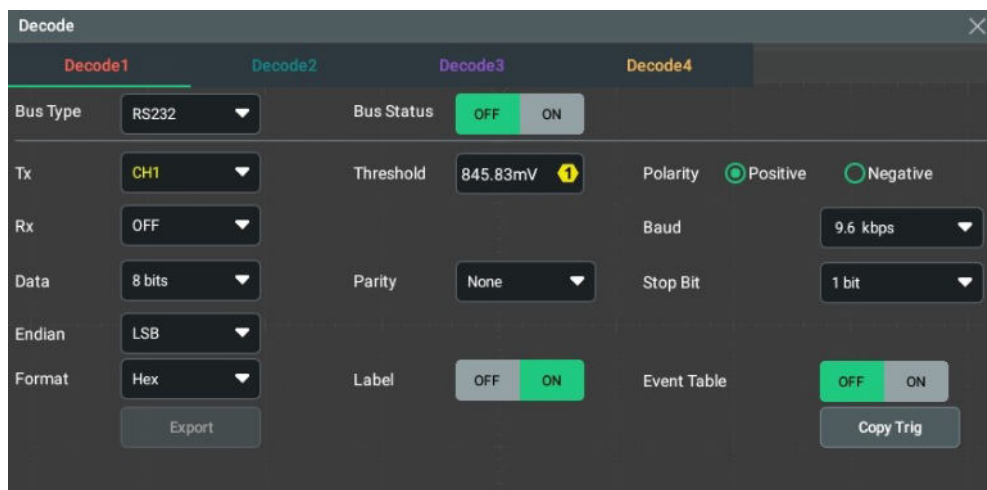 Decode
Decode1 Decode2 Decode3 Decode4
Bus Type RS232 Bus Status OFF ON
Tx CH1 Threshold 845.83mV 1 Polarity Positive Negative
Rx OFF Baud 9.6 kbps
Data 8 bits Parity None Stop Bit 1 bit
Endian LSB
Format Hex Label OFF ON Event Table OFF ON
Export Copy Trig